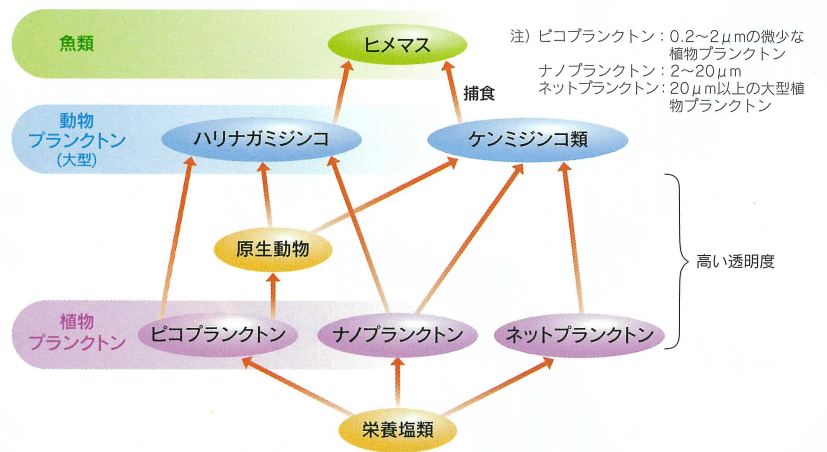 魚類
ヒメマス
注）ピコプランクトン：0.2〜2μmの微少な
植物プランクトン
ナノプランクトン：2〜20μm
ネットプランクトン：20μm以上の大型植
物プランクトン
捕食
動物
プランクトン
(大型)
ハリナガミジンコ
ケンミジンコ類
原生動物
高い透明度
植物
プランクトン
ピコプランクトン
ナノプランクトン
ネットプランクトン
栄養塩類